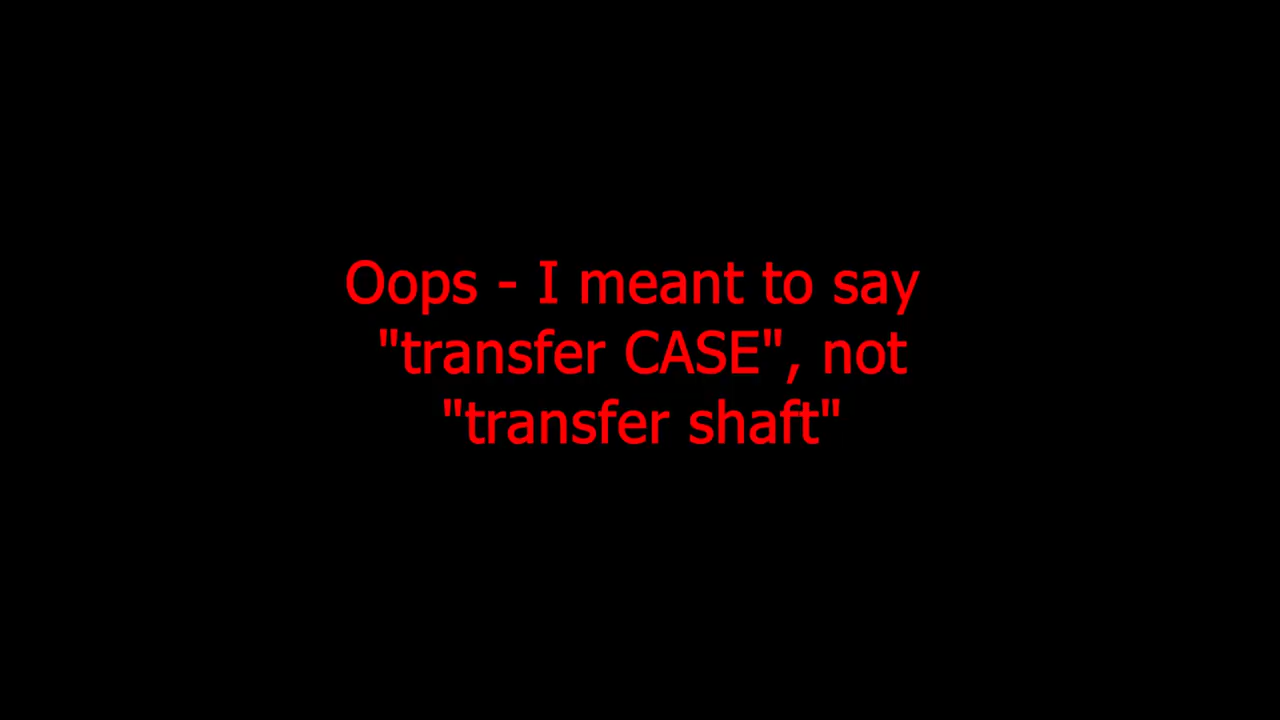 Oops - I meant to say
"transfer CASE", not
"transfer shaft"